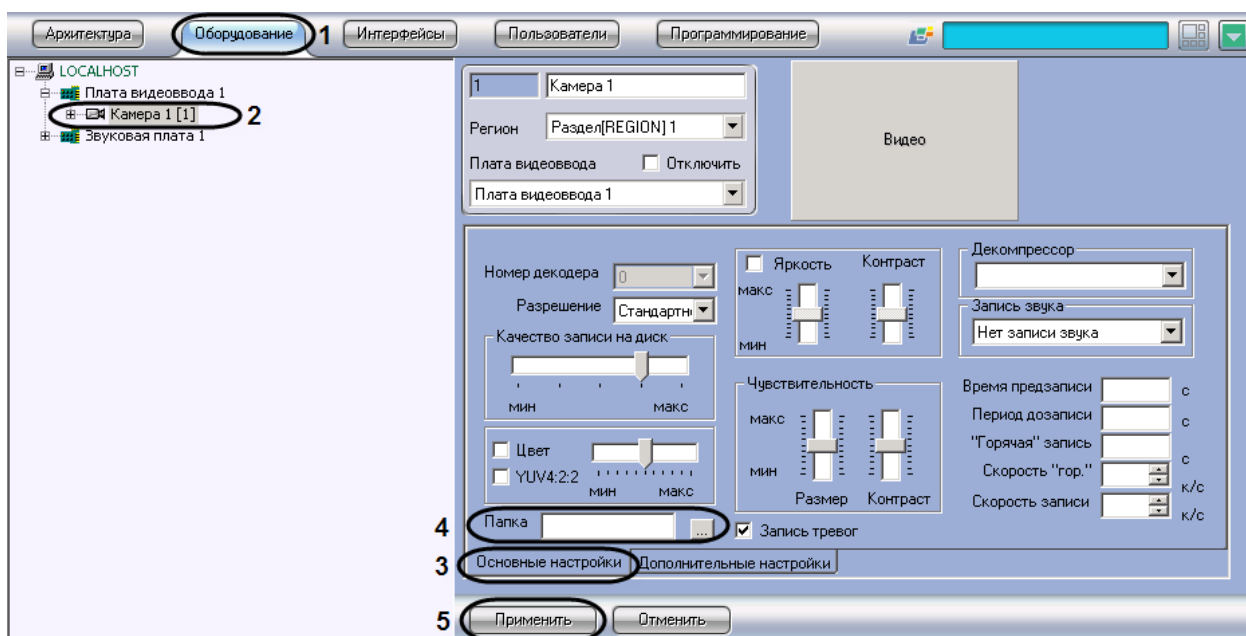 Архитектура Оборудование 1 Интерфейсы Пользователи Программирование
LOCALHOST
Плата видеоввода 1
Камера 1 [1] 2
Звуковая плата 1
1 Камера 1
Регион Раздел[REGION] 1
Плата видеоввода Отключить
Плата видеоввода 1
Видео
Номер декодера 0
Разрешение Стандартн
Качество записи на диск
мин макс
Цвет
YUV4:2:2
мин макс
4 Папка ...
Яркость Контраст
макс
мин
Чувствительность
макс
мин
Размер Контраст
Запись тревог
Декомпрессор
Запись звука
Нет записи звука
Время предзаписи с
Период дозаписи с
"Горячая" запись с
Скорость "гор." к/с
Скорость записи к/с
3 Основные настройки Дополнительные настройки
5 Применить Отменить